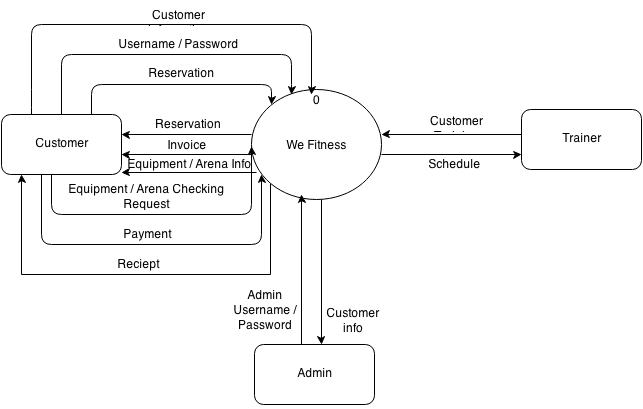 Customer
Username / Password
Reservation
0
Reservation
Invoice
Equipment / Arena Info
Customer
We Fitness
Customer
Trainer
Schedule
Equipment / Arena Checking
Request
Payment
Reciept
Admin
Username /
Password
Customer
info
Admin